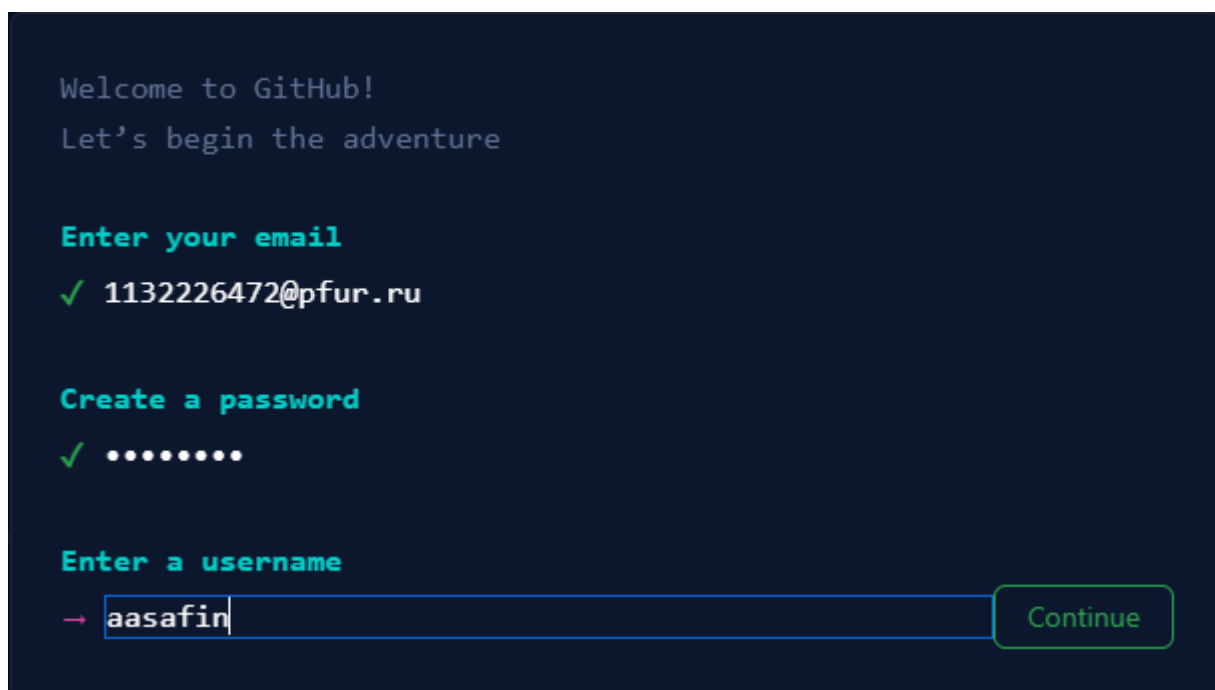 Welcome to GitHub!
Let’s begin the adventure
Enter your email
✓ 1132226472@pfur.ru
Create a password
✓ ••••••••
Enter a username
→ aasafin
Continue